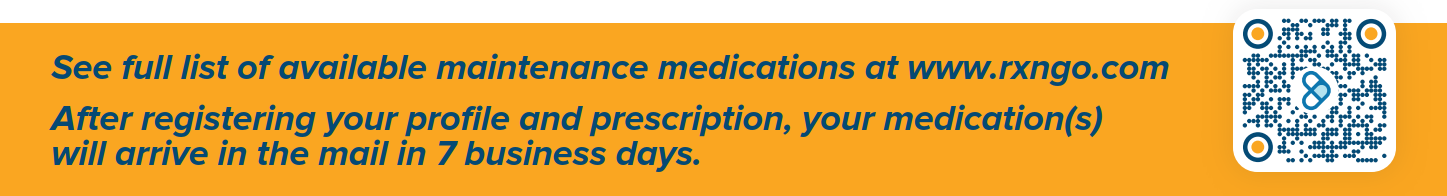 See full list of available maintenance medications at www.rxngo.com
After registering your profile and prescription, your medication(s)
will arrive in the mail in 7 business days.